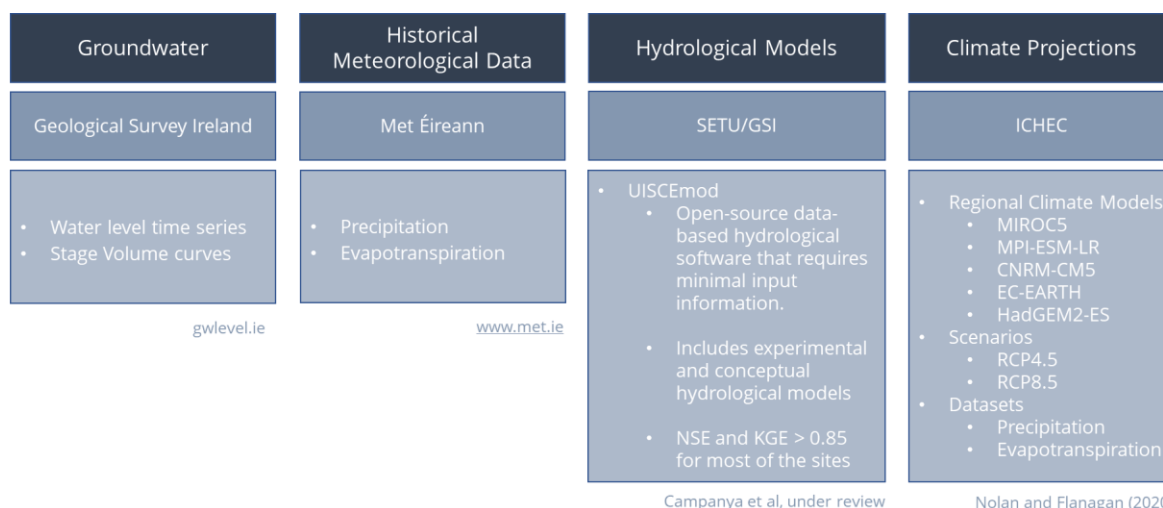 Groundwater
Geological Survey Ireland
• Water level time series
• Stage Volume curves
gwlevel.ie
Historical
Meteorological Data
Met Éireann
• Precipitation
• Evapotranspiration
www.met.ie
Hydrological Models
SETU/GSI
• UISCEmod
• Open-source data-
based hydrological
software that requires
minimal input
information.
• Includes experimental
and conceptual
hydrological models
• NSE and KGE > 0.85
for most of the sites
Campanya et al, under review
Climate Projections
ICHEC
• Regional Climate Models
• MIROC5
• MPI-ESM-LR
• CNRM-CM5
• EC-EARTH
• HadGEM2-ES
• Scenarios
• RCP4.5
• RCP8.5
• Datasets
• Precipitation
• Evapotranspiration
Nolan and Flanagan (2020